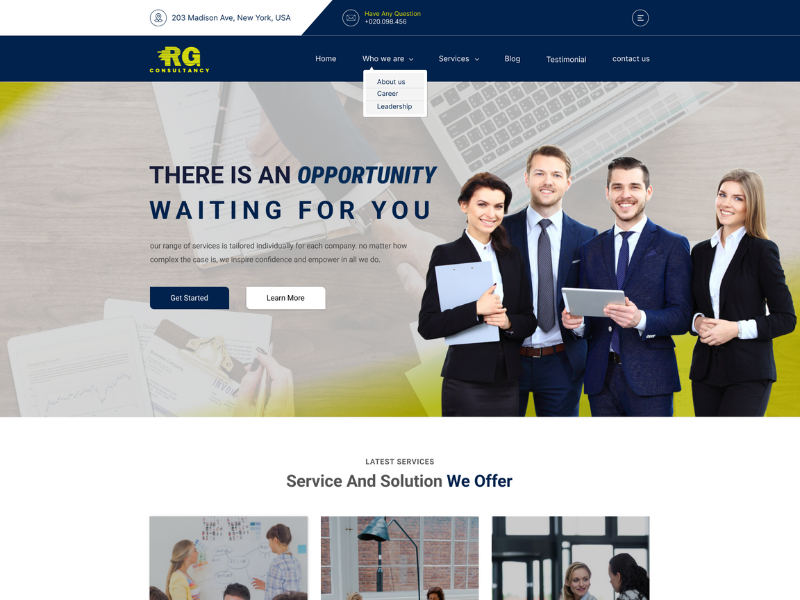 203 Madison Ave, New York, USA
Have Any Question
+020.098.456
RG
CONSULTANCY
Home
Who we are
Services
Blog
Testimonial
contact us
About us
Career
Leadership
THERE IS AN OPPORTUNITY
WAITING FOR YOU
our range of services is tailored individually for each company. no matter how
complex the case is, we inspire confidence and empower in all we do.
Get Started
Learn More
INVOICE
LATEST SERVICES
Service And Solution We Offer